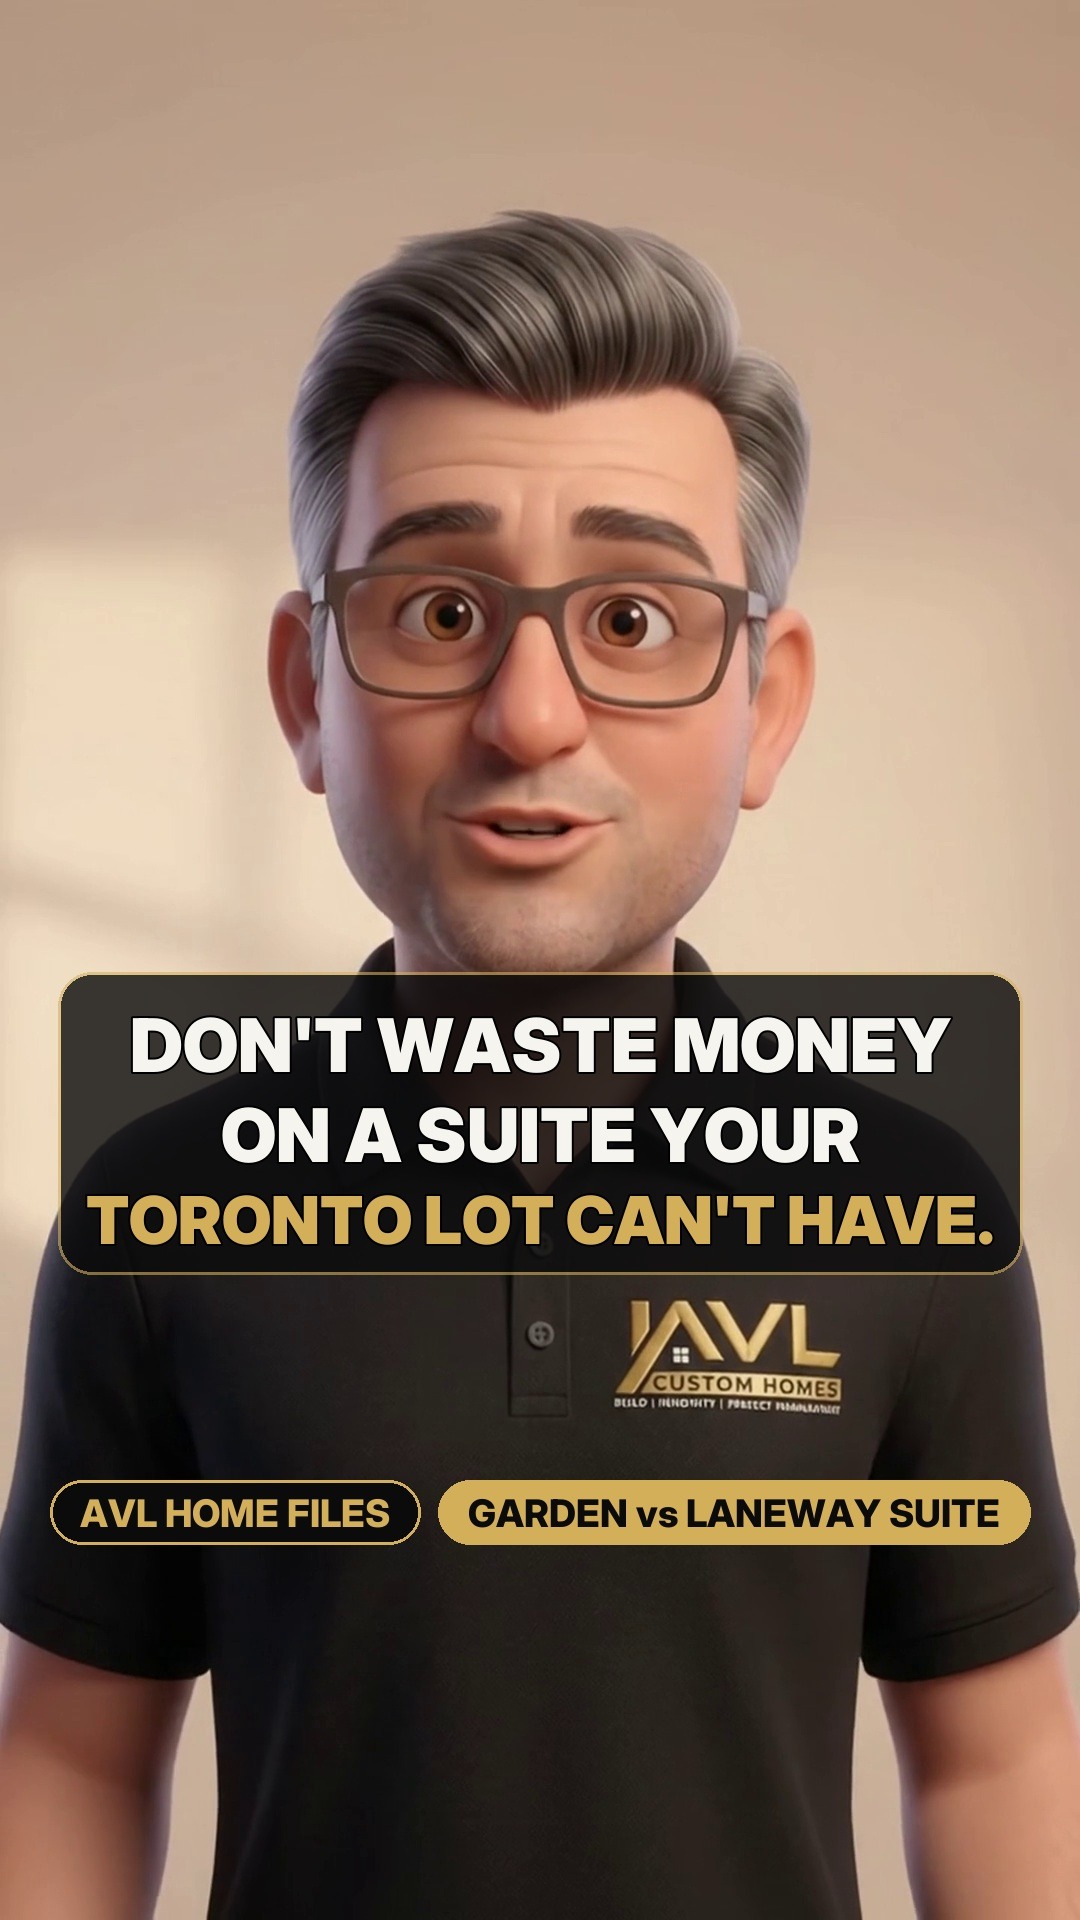 DON'T WASTE MONEY
ON A SUITE YOUR
TORONTO LOT CAN'T HAVE.
AVL
CUSTOM HOMES
AVL HOME FILES
GARDEN vs LANEWAY SUITE